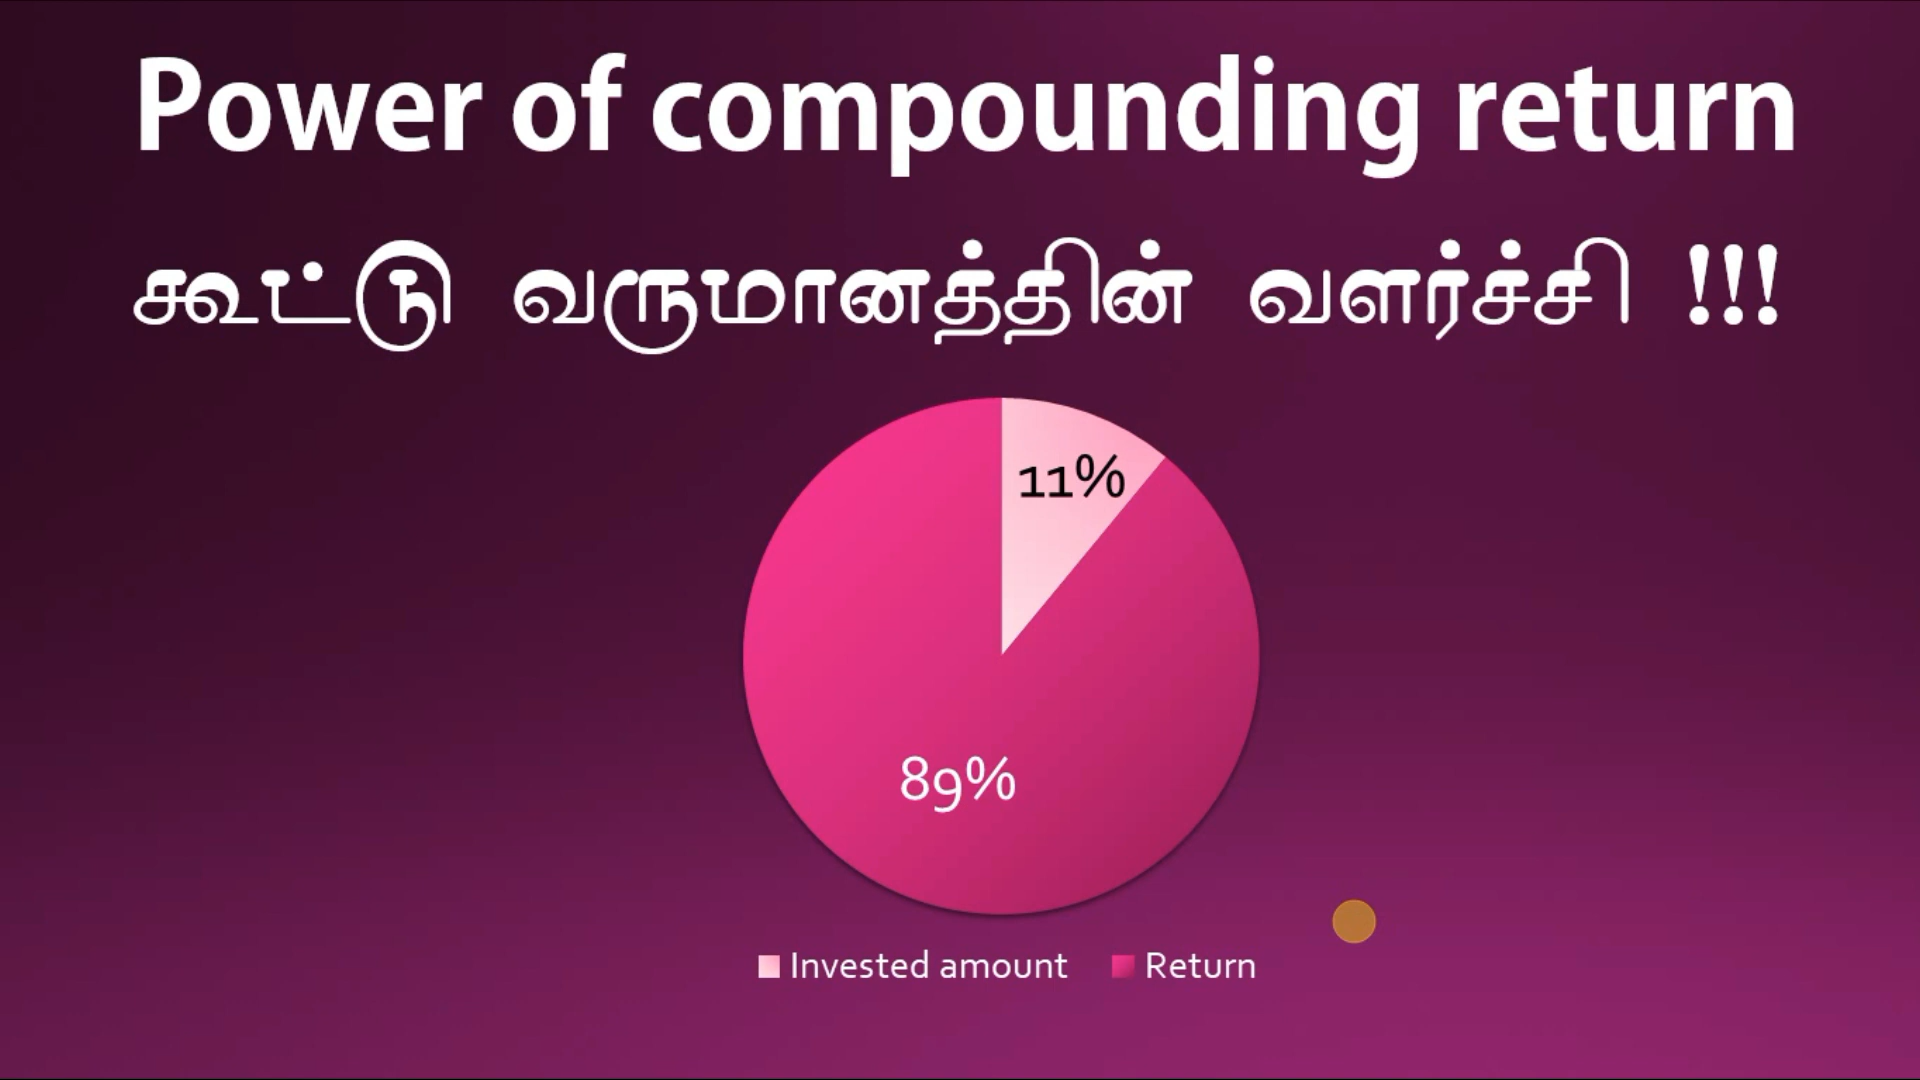 Power of compounding return
கூட்டு வருமானத்தின் வளர்ச்சி !!!
11%
89%
Invested amount Return